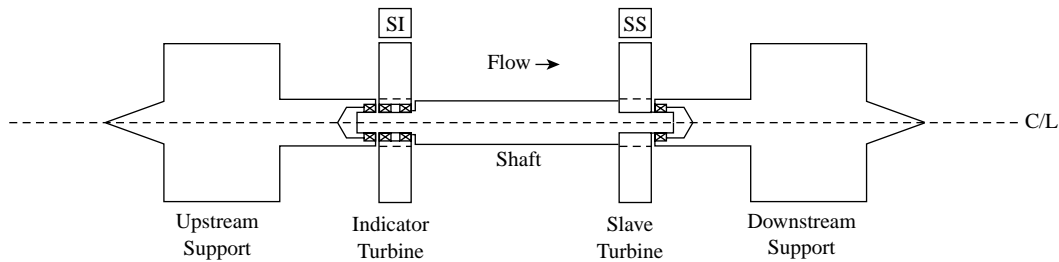 SI
SS
Flow
C/L
Shaft
Upstream
Support
Indicator
Turbine
Slave
Turbine
Downstream
Support